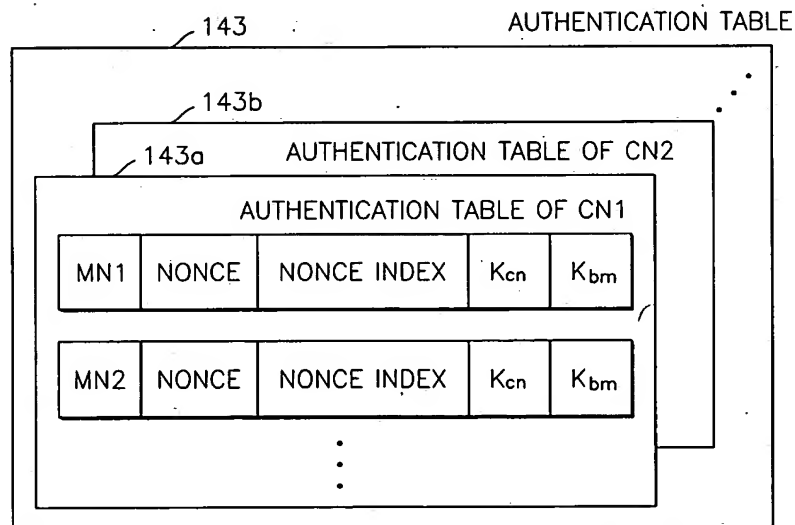 143 AUTHENTICATION TABLE
143b
143a AUTHENTICATION TABLE OF CN2
AUTHENTICATION TABLE OF CN1
MN1 NONCE NONCE INDEX Kcn Kbm
MN2 NONCE NONCE INDEX Kcn Kbm